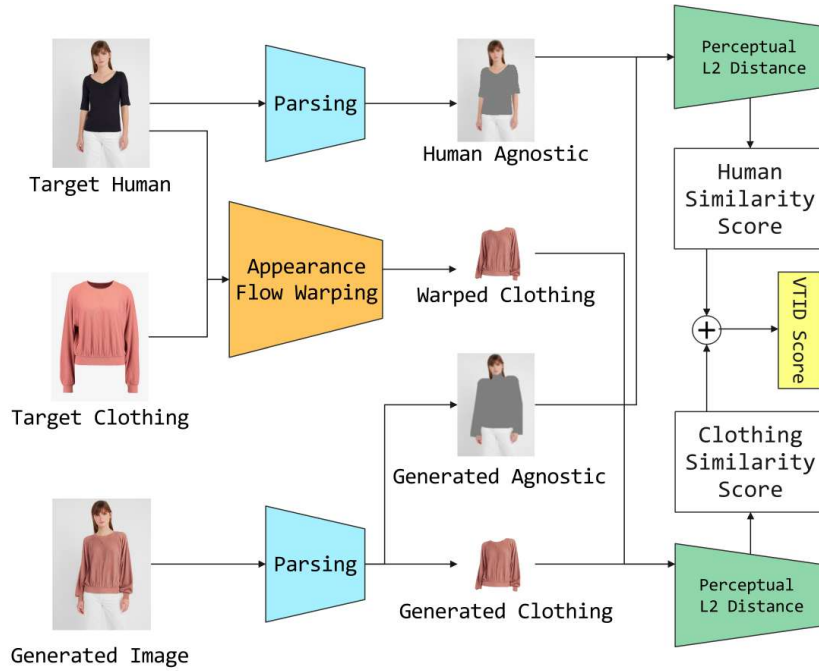 Target Human
Parsing
Human Agnostic
Perceptual
L2 Distance
Human
Similarity
Score
Target Clothing
Appearance
Flow Warping
Warped Clothing
VTID Score
Generated Image
Parsing
Generated Agnostic
Generated Clothing
Clothing
Similarity
Score
Perceptual
L2 Distance